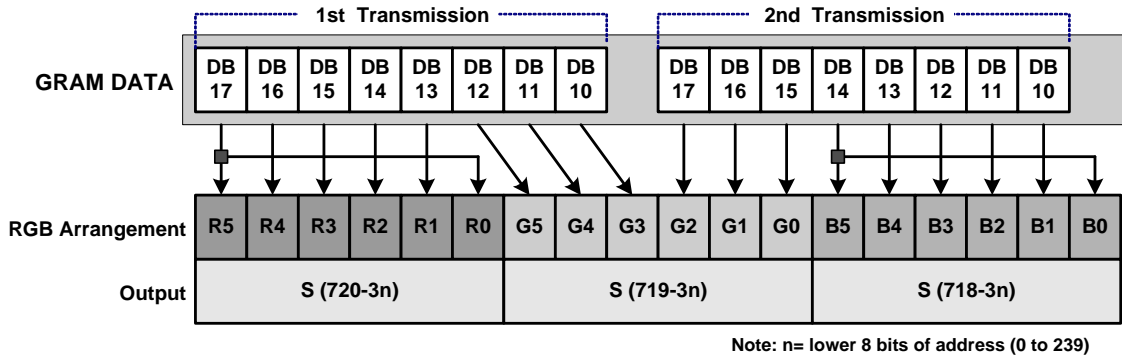 1st Transmission 2nd Transmission
GRAM DATA
DB 17 DB 16 DB 15 DB 14 DB 13 DB 12 DB 11 DB 10 DB 17 DB 16 DB 15 DB 14 DB 13 DB 12 DB 11 DB 10
RGB Arrangement R5 R4 R3 R2 R1 R0 G5 G4 G3 G2 G1 G0 B5 B4 B3 B2 B1 B0
Output S (720-3n) S (719-3n) S (718-3n)
Note: n= lower 8 bits of address (0 to 239)